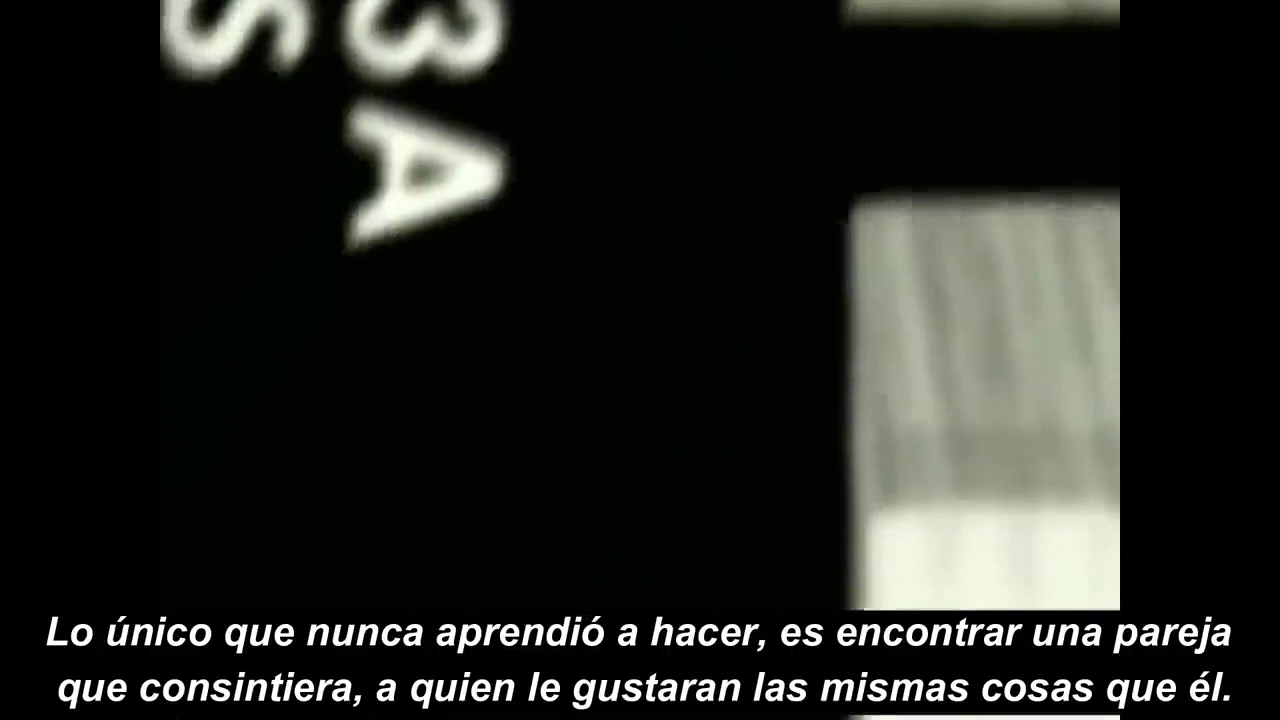 S
3A
Lo único que nunca aprendió a hacer, es encontrar una pareja
que consintiera, a quien le gustaran las mismas cosas que él.